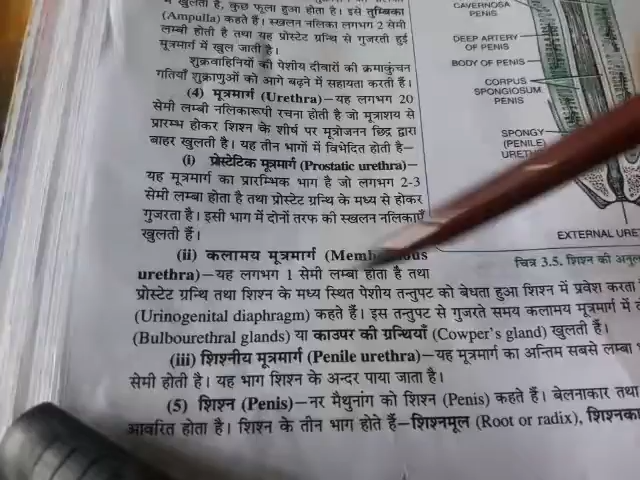 में खुलती है, कुछ फूला हुआ होता है। इसे तुम्बिका
(Ampulla) कहते हैं। स्खलन नलिका लगभग 2 सेमी
लम्बी होती है तथा यह प्रोस्टेट ग्रन्थि से गुजरती हुई
मूत्रमार्ग में खुल जाती है।
शुक्रवाहिनियों की पेशीय दीवारों की क्रमाकुंचन
गतियाँ शुक्राणुओं को आगे बढ़ने में सहायता करती हैं।
(4) मूत्रमार्ग (Urethra)—यह लगभग 20
सेमी लम्बी नलिकारूपी रचना होती है जो मूत्राशय से
प्रारम्भ होकर शिश्न के शीर्ष पर मूत्रोजनन छिद्र द्वारा
बाहर खुलती है। यह तीन भागों में विभेदित होती है—
(i) प्रोस्टेटिक मूत्रमार्ग (Prostatic urethra)—
यह मूत्रमार्ग का प्रारम्भिक भाग है जो लगभग 2-3
सेमी लम्बा होता है तथा प्रोस्टेट ग्रन्थि के मध्य से होकर
गुजरता है। इसी भाग में दोनों तरफ की स्खलन नलिकाएँ
खुलती हैं।
(ii) कलामय मूत्रमार्ग
urethra)—यह लगभग 1 सेमी लम्बा होता है तथा
प्रोस्टेट ग्रन्थि तथा शिश्न के मध्य स्थित पेशीय तन्तुपट को बेधता हुआ शिश्न में प्रवेश करता
(Urinogenital diaphragm) कहते हैं। इस तन्तुपट से गुजरते समय कलामय मूत्रमार्ग में
(Bulbourethral glands) या काउपर की ग्रन्थियाँ (Cowper's gland) खुलती हैं।
(iii) शिश्नीय मूत्रमार्ग (Penile urethra)—यह मूत्रमार्ग का अन्तिम सबसे लम्बा
सेमी होती है। यह भाग शिश्न के अन्दर पाया जाता है।
(5) शिश्न (Penis)—नर मैथुनांग को शिश्न (Penis) कहते हैं। बेलनाकार तथा
आवरित होता है। शिश्न के तीन भाग होते हैं—शिश्नमूल (Root or radix),
CAVERNOSA
PENIS
DEEP ARTERY
OF PENIS
BODY OF PENIS
CORPUS
SPONGIOSUM
PENIS
SPONGY
(PENILE)
EXTERNAL
चित्र 3.5. शिश्न की